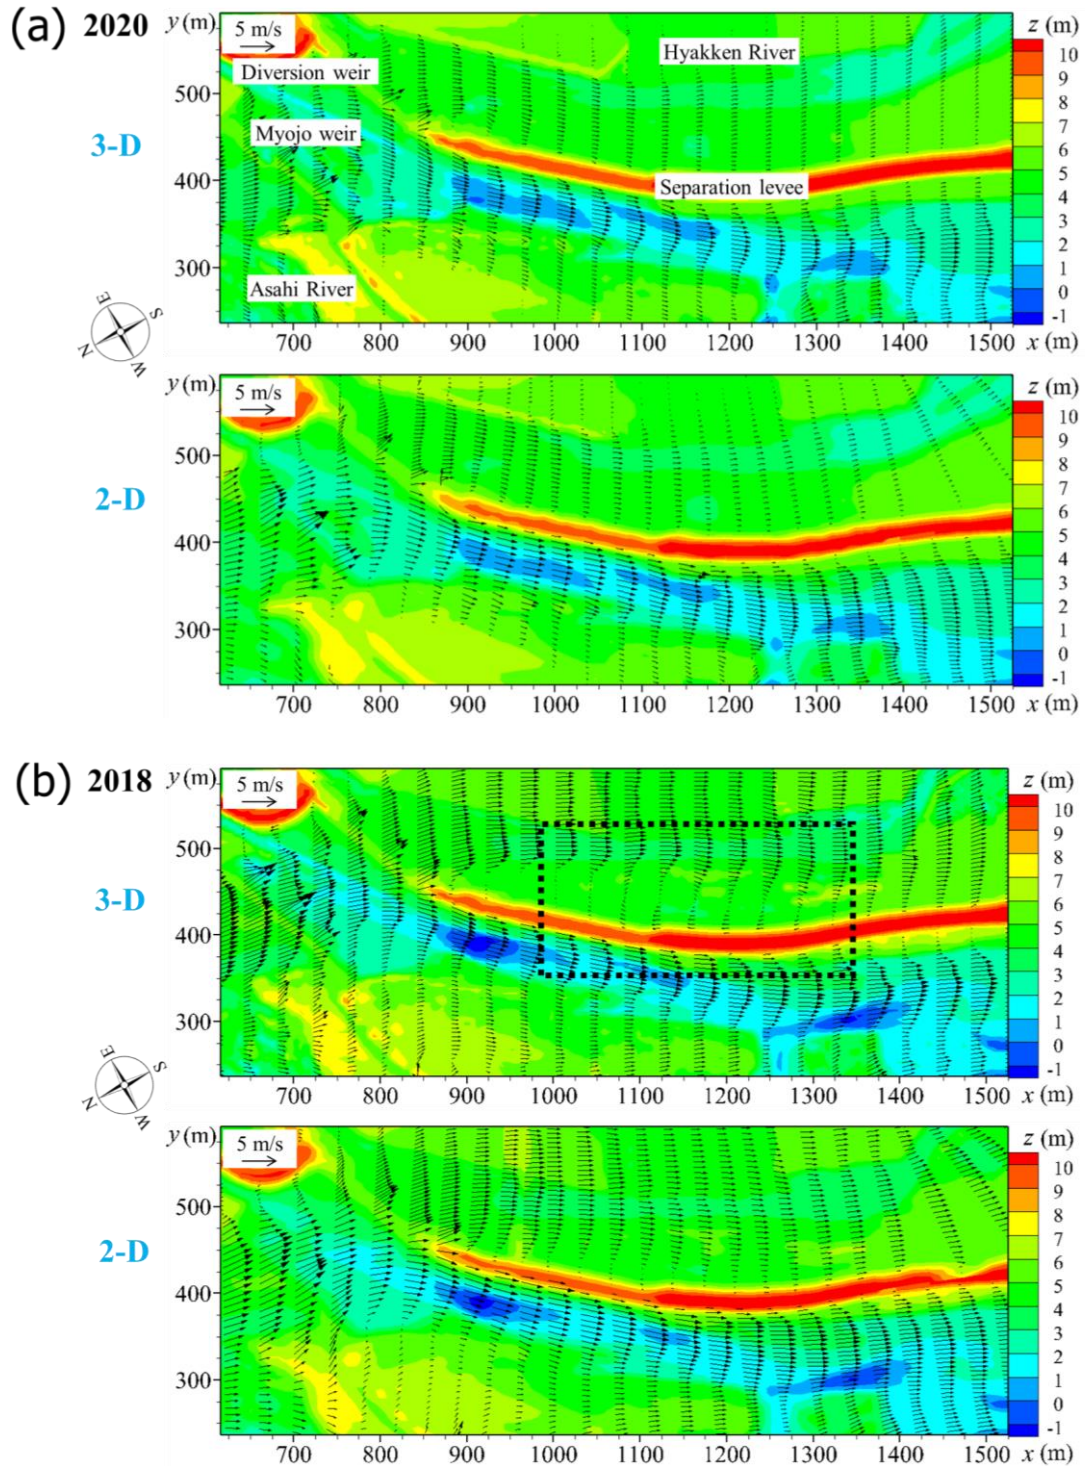 (a) 2020
y (m)
5 m/s
Diversion weir
Hyakken River
z (m)
10
9
8
7
6
5
4
3
2
1
0
-1
500
400
300
3-D
Myojo weir
Separation levee
Asahi River
E
S
N
W
700 800 900 1000 1100 1200 1300 1400 1500 x (m)
2-D
y (m)
5 m/s
z (m)
10
9
8
7
6
5
4
3
2
1
0
-1
500
400
300
700 800 900 1000 1100 1200 1300 1400 1500 x (m)
(b) 2018
3-D
y (m)
5 m/s
z (m)
10
9
8
7
6
5
4
3
2
1
0
-1
500
400
300
E
S
N
W
700 800 900 1000 1100 1200 1300 1400 1500 x (m)
2-D
y (m)
5 m/s
z (m)
10
9
8
7
6
5
4
3
2
1
0
-1
500
400
300
700 800 900 1000 1100 1200 1300 1400 1500 x (m)